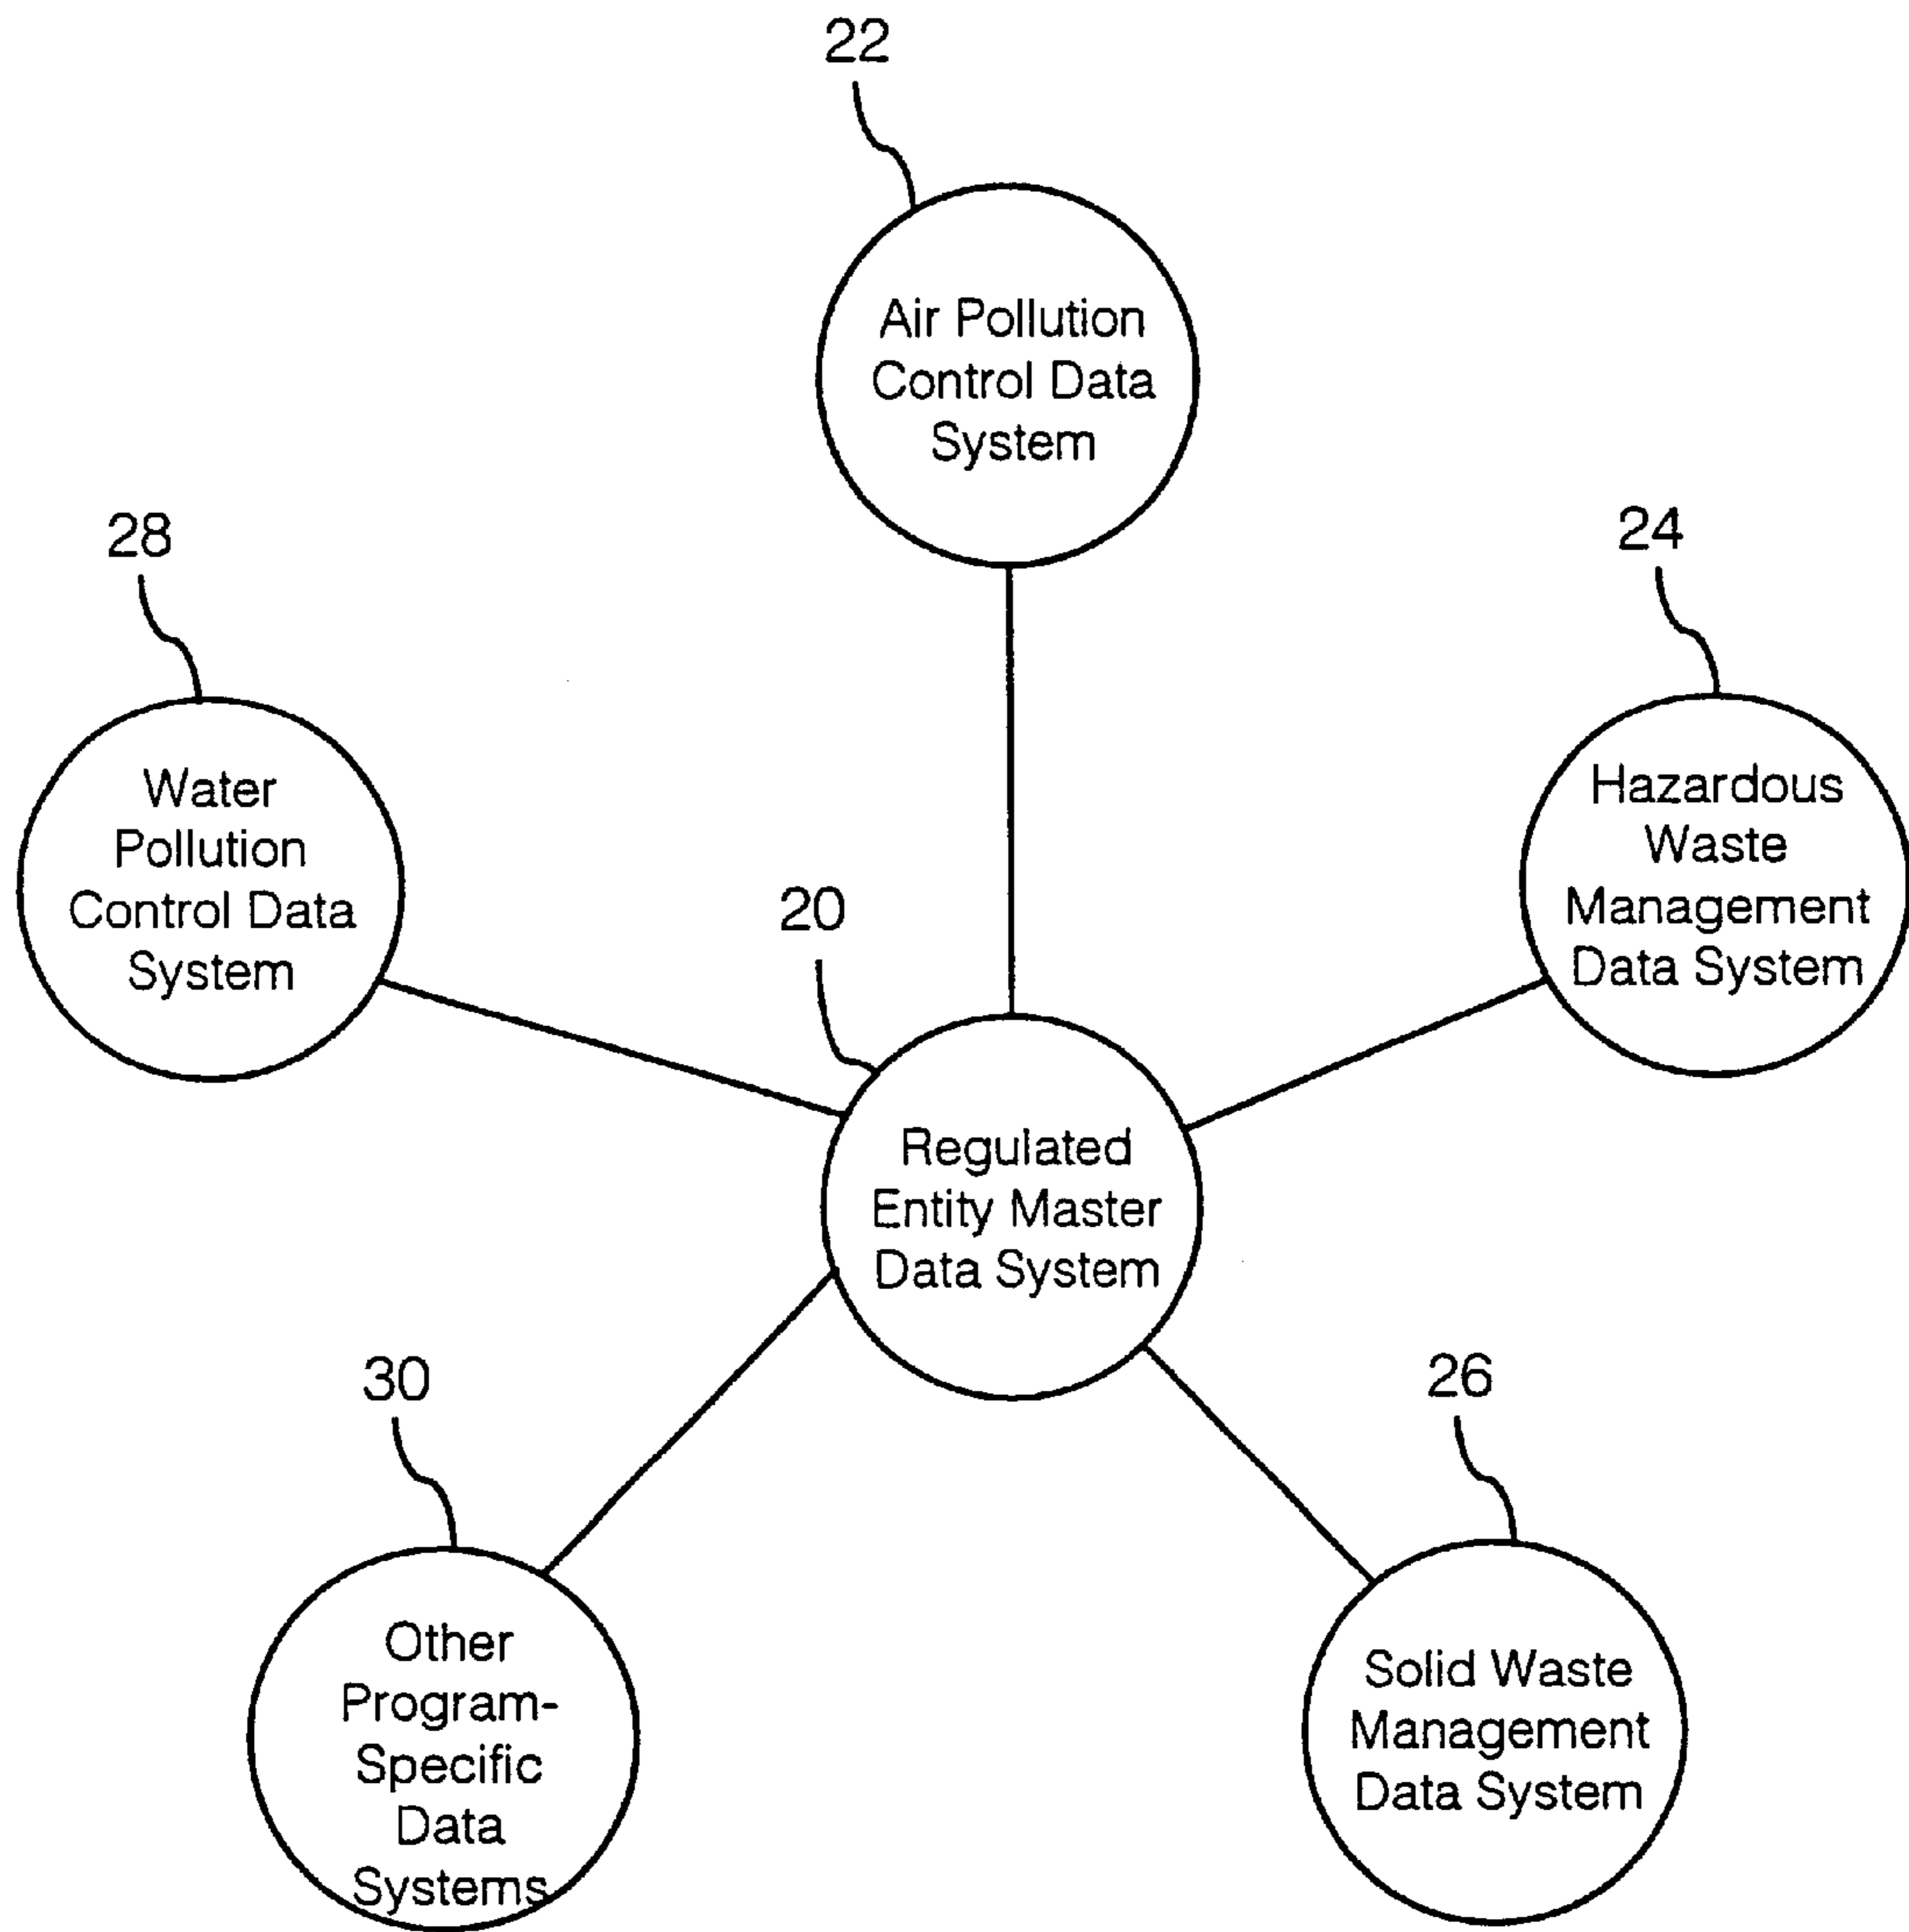 22
Air Pollution
Control Data
System
28
Water
Pollution
Control Data
System
24
Hazardous
Waste
Management
Data System
20
Regulated
Entity Master
Data System
30
Other
Program-
Specific
Data
Systems
26
Solid Waste
Management
Data System